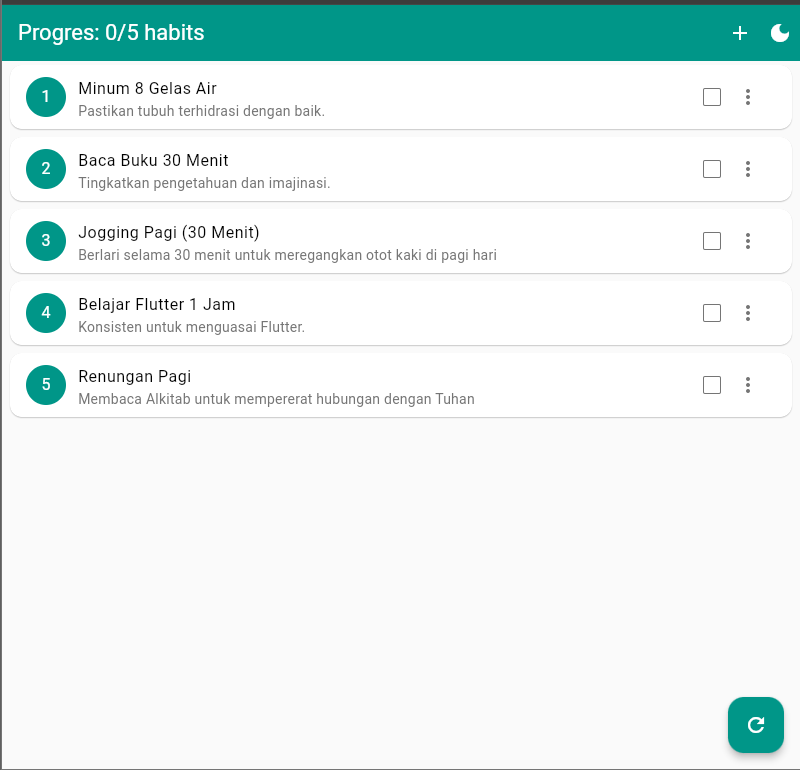 Progres: 0/5 habits
1
Minum 8 Gelas Air
Pastikan tubuh terhidrasi dengan baik.
2
Baca Buku 30 Menit
Tingkatkan pengetahuan dan imajinasi.
3
Jogging Pagi (30 Menit)
Berlari selama 30 menit untuk meregangkan otot kaki di pagi hari
4
Belajar Flutter 1 Jam
Konsisten untuk menguasai Flutter.
5
Renungan Pagi
Membaca Alkitab untuk mempererat hubungan dengan Tuhan